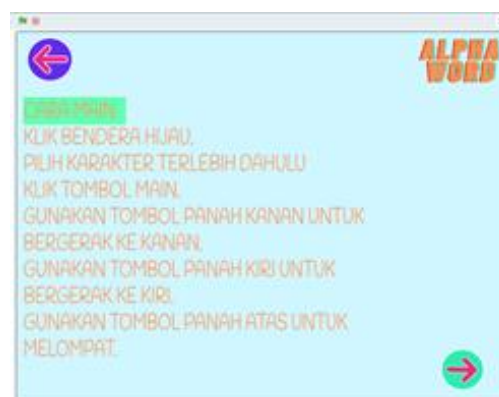 ALPHA
WORD
CARA MAIN:
KLIK BENDERA HIJAU.
PILIH KARAKTER TERLEBIH DAHULU
KLIK TOMBOL MAIN.
GUNAKAN TOMBOL PANAH KANAN UNTUK
BERGERAK KE KANAN.
GUNAKAN TOMBOL PANAH KIRI UNTUK
BERGERAK KE KIRI.
GUNAKAN TOMBOL PANAH ATAS UNTUK
MELOMPAT.